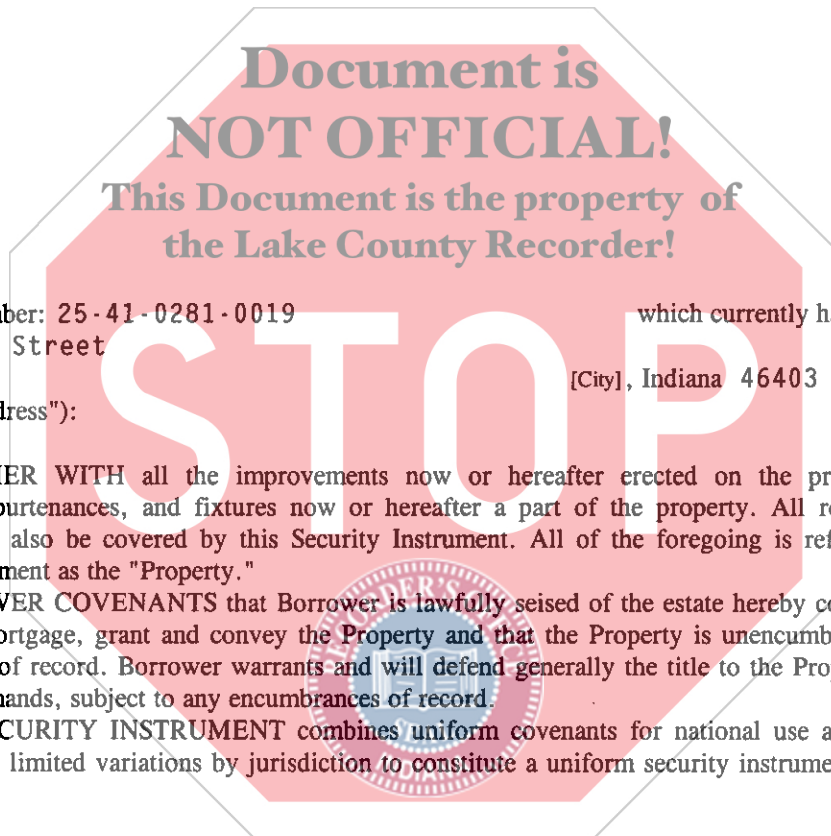 Document is
NOT OFFICIAL!
This Document is the property of
the Lake County Recorder!
ber: 25-41-0281-0019 which currently h
Street
[City], Indiana 46403
dress"):
STOP
ER WITH all the improvements now or hereafter erected on the pr
purtenances, and fixtures now or hereafter a part of the property. All r
also be covered by this Security Instrument. All of the foregoing is ref
ment as the "Property."
WER COVENANTS that Borrower is lawfully seised of the estate hereby co
ortgage, grant and convey the Property and that the Property is unencumb
of record. Borrower warrants and will defend generally the title to the Pro
ands, subject to any encumbrances of record.
CURITY INSTRUMENT combines uniform covenants for national use a
limited variations by jurisdiction to constitute a uniform security instrume
RECORDER'S OFFICE
SEAL
INDIANA